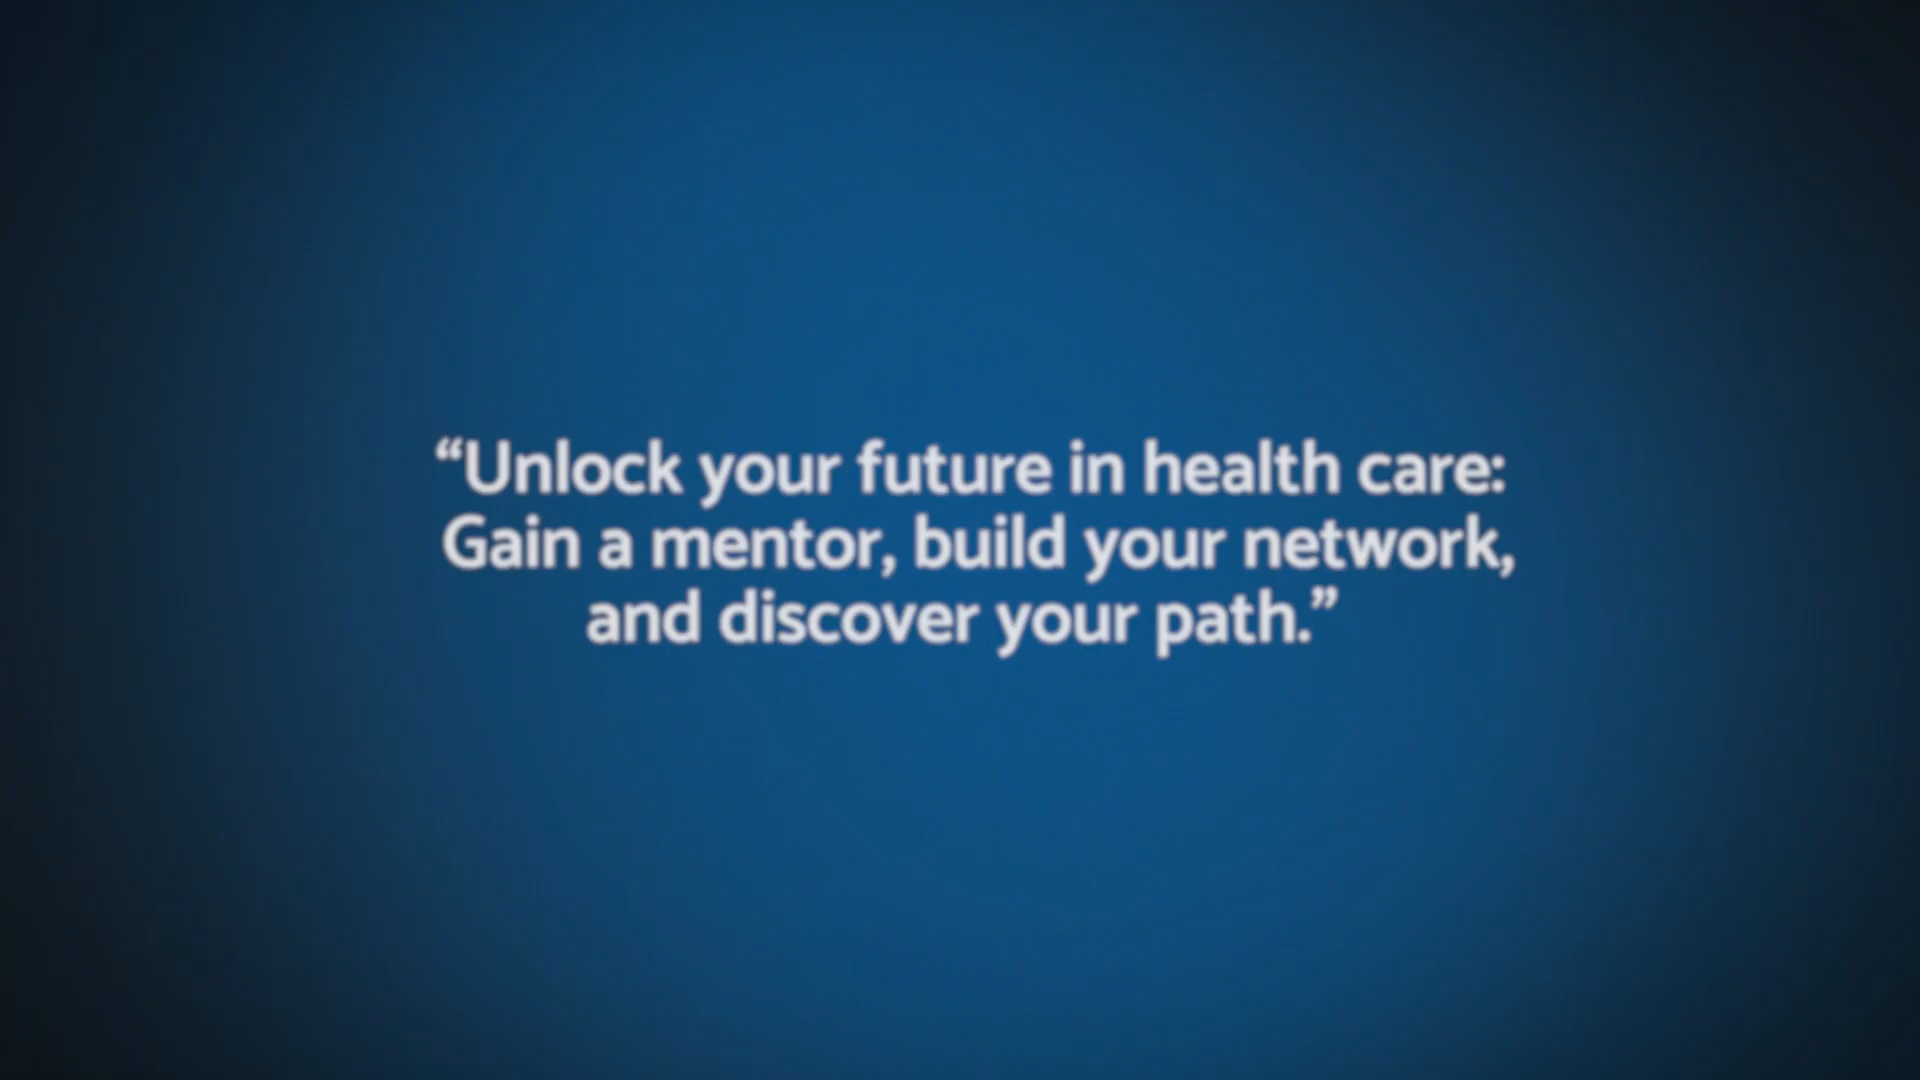 “Unlock your future in health care:
Gain a mentor, build your network,
and discover your path.”